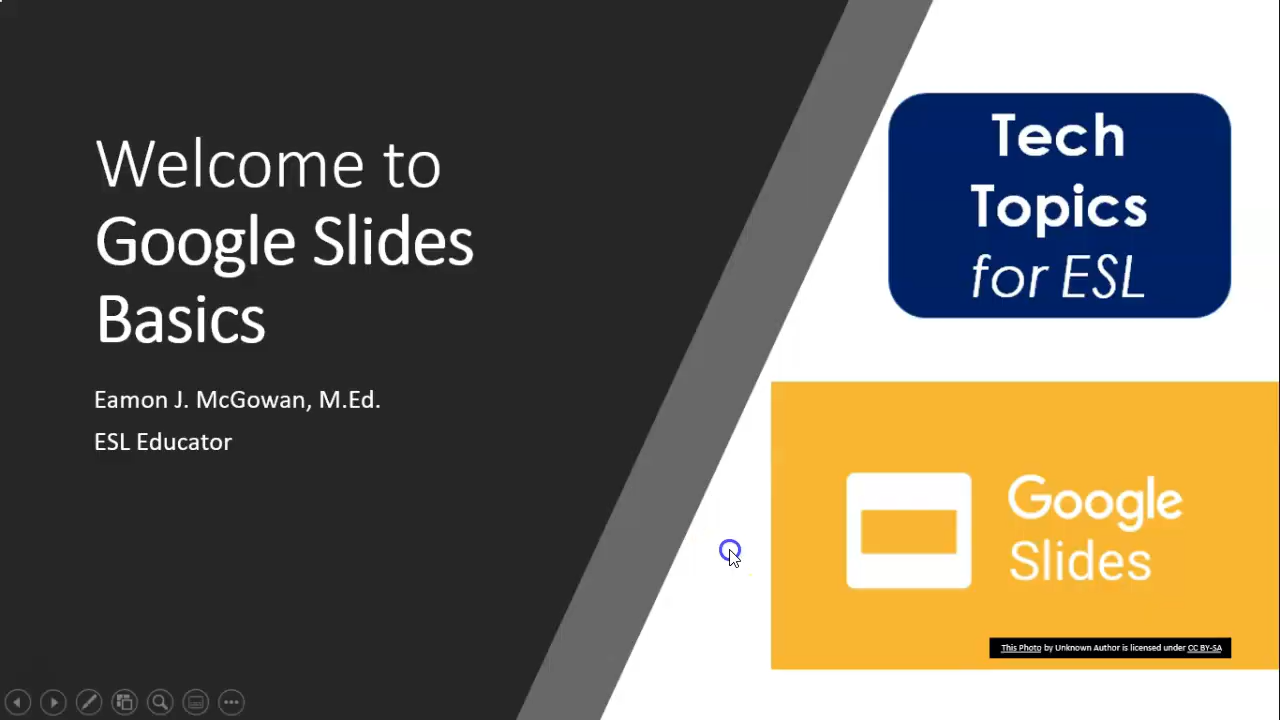 Welcome to
Google Slides
Basics
Eamon J. McGowan, M.Ed.
ESL Educator
Tech
Topics
for ESL
Google
Slides
This Photo by Unknown Author is licensed under CC BY-SA